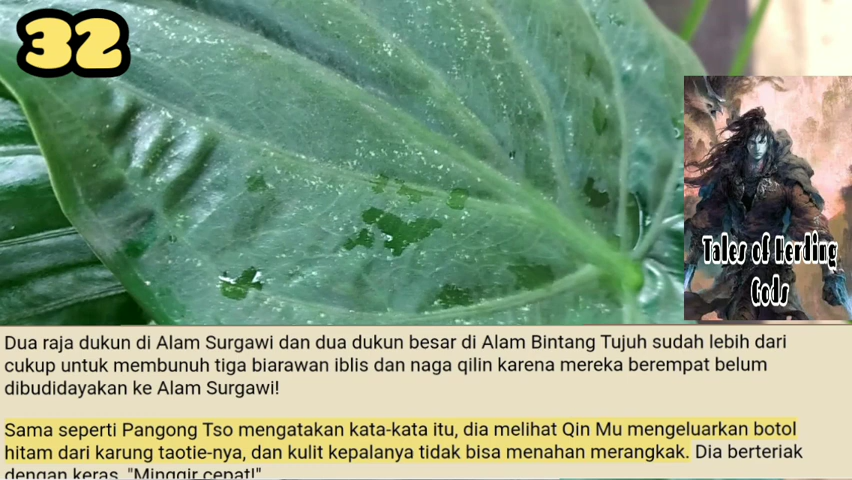 32
Tales of Herding
Gods
Dua raja dukun di Alam Surgawi dan dua dukun besar di Alam Bintang Tujuh sudah lebih dari
cukup untuk membunuh tiga biarawan iblis dan naga qilin karena mereka berempat belum
dibudidayakan ke Alam Surgawi!
Sama seperti Pangong Tso mengatakan kata-kata itu, dia melihat Qin Mu mengeluarkan botol
hitam dari karung taotie-nya, dan kulit kepalanya tidak bisa menahan merangkak. Dia berteriak
dengan keras, "Minggir cepat!"